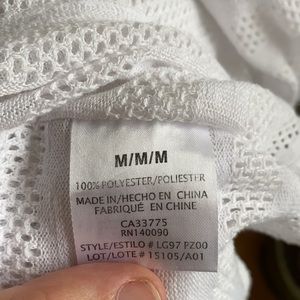 M/M/M
100% POLYESTER/POLIESTER
MADE IN/HECHO EN CHINA
FABRIQUÉ EN CHINE
CA33775
RN140090
STYLE/ESTILO # LG97 PZ00
LOT/LOTE # 15105/A01